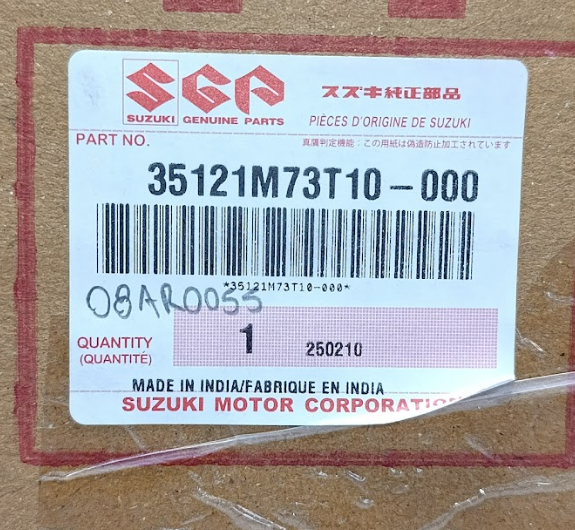 SGP
スズキ純正部品
SUZUKI GENUINE PARTS
PIÈCES D'ORIGINE DE SUZUKI
PART NO.
真贋判定機能：この用紙は偽造防止加工されています
35121M73T10-000
*35121M73T10-000*
08AR0055
QUANTITY
(QUANTITÉ)
1
250210
MADE IN INDIA/FABRIQUE EN INDIA
SUZUKI MOTOR CORPORATION